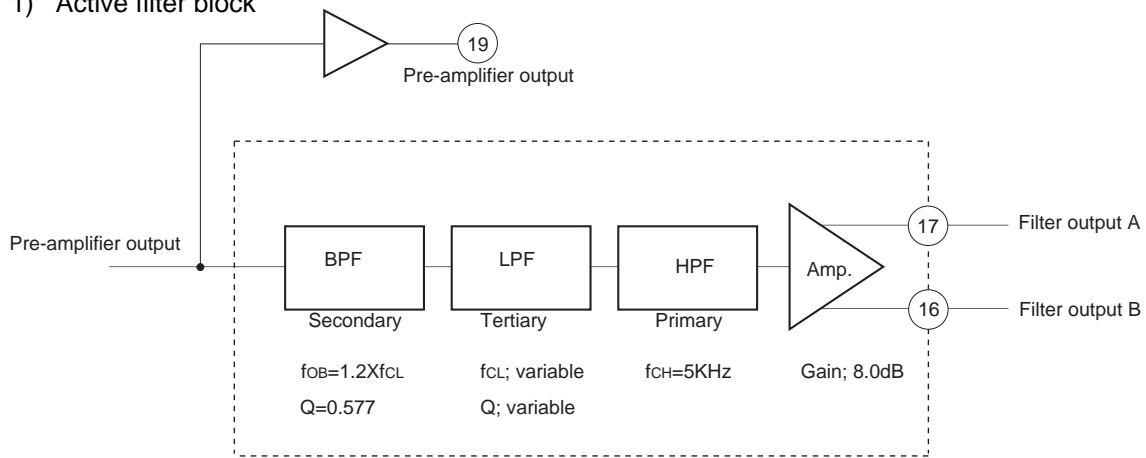 1) Active filter block
19
Pre-amplifier output
Pre-amplifier output
BPF
LPF
HPF
Amp.
17
Filter output A
16
Filter output B
Secondary
Tertiary
Primary
fOB=1.2XfCL
fCL; variable
fCH=5KHz
Gain; 8.0dB
Q=0.577
Q; variable